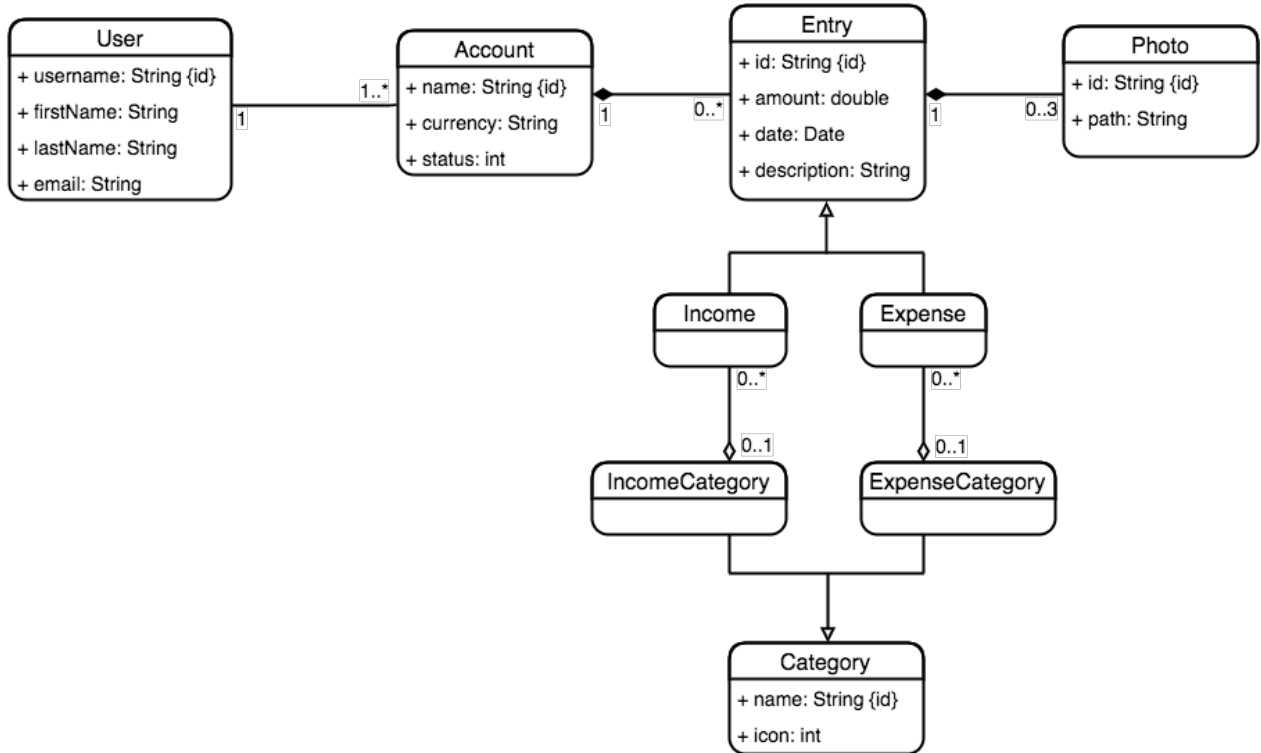 User
+ username: String {id}
+ firstName: String
+ lastName: String
+ email: String
1
1..*
Account
+ name: String {id}
+ currency: String
+ status: int
1
0..*
Entry
+ id: String {id}
+ amount: double
+ date: Date
+ description: String
1
0..3
Photo
+ id: String {id}
+ path: String
Income
Expense
0..*
0..*
0..1
0..1
IncomeCategory
ExpenseCategory
Category
+ name: String {id}
+ icon: int